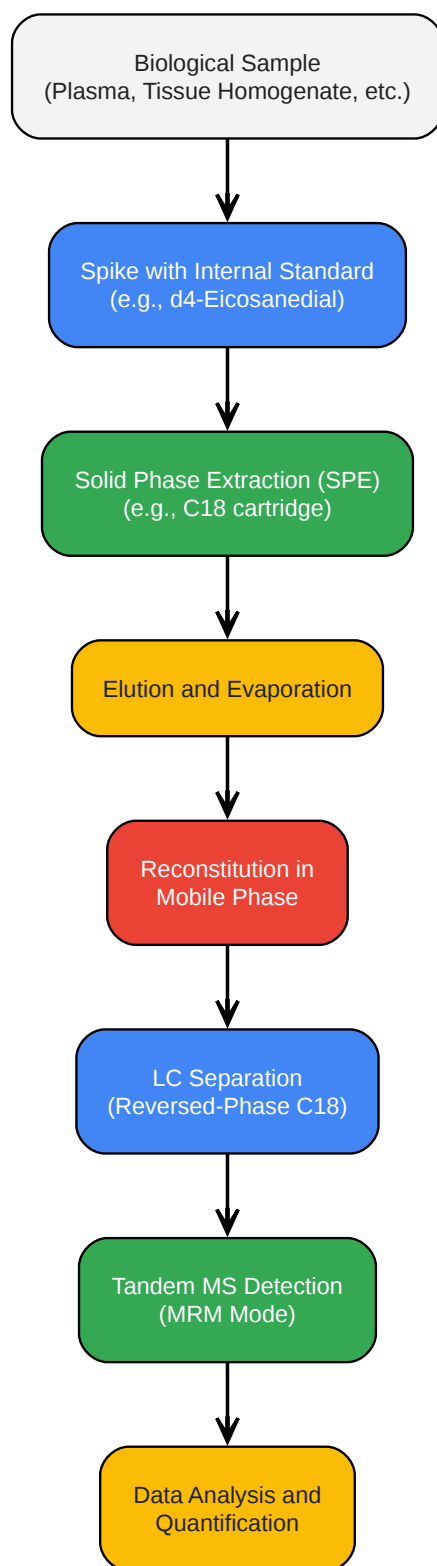 Biological Sample
(Plasma, Tissue Homogenate, etc.)
Spike with Internal Standard
(e.g., d4-Eicosanedial)
Solid Phase Extraction (SPE)
(e.g., C18 cartridge)
Elution and Evaporation
Reconstitution in
Mobile Phase
LC Separation
(Reversed-Phase C18)
Tandem MS Detection
(MRM Mode)
Data Analysis and
Quantification